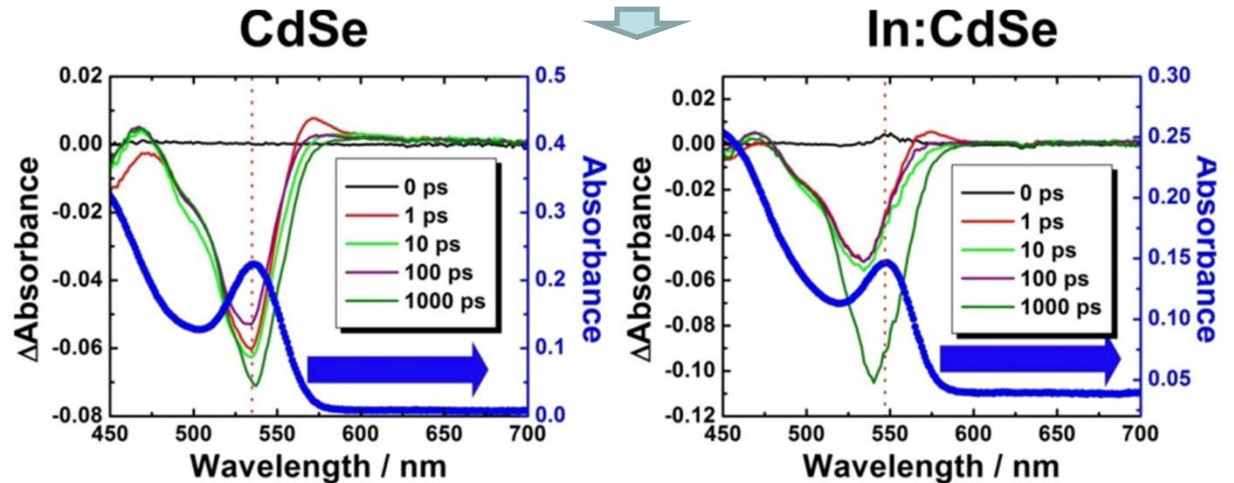 CdSe
0.02
0.00
-0.02
-0.04
-0.06
-0.08
ΔAbsorbance
0 ps
1 ps
10 ps
100 ps
1000 ps
0.5
0.4
0.3
0.2
0.1
0.0
Absorbance
450 500 550 600 650 700
Wavelength / nm
In:CdSe
0.02
0.00
-0.02
-0.04
-0.06
-0.08
-0.10
-0.12
ΔAbsorbance
0 ps
1 ps
10 ps
100 ps
1000 ps
0.30
0.25
0.20
0.15
0.10
0.05
Absorbance
450 500 550 600 650 700
Wavelength / nm